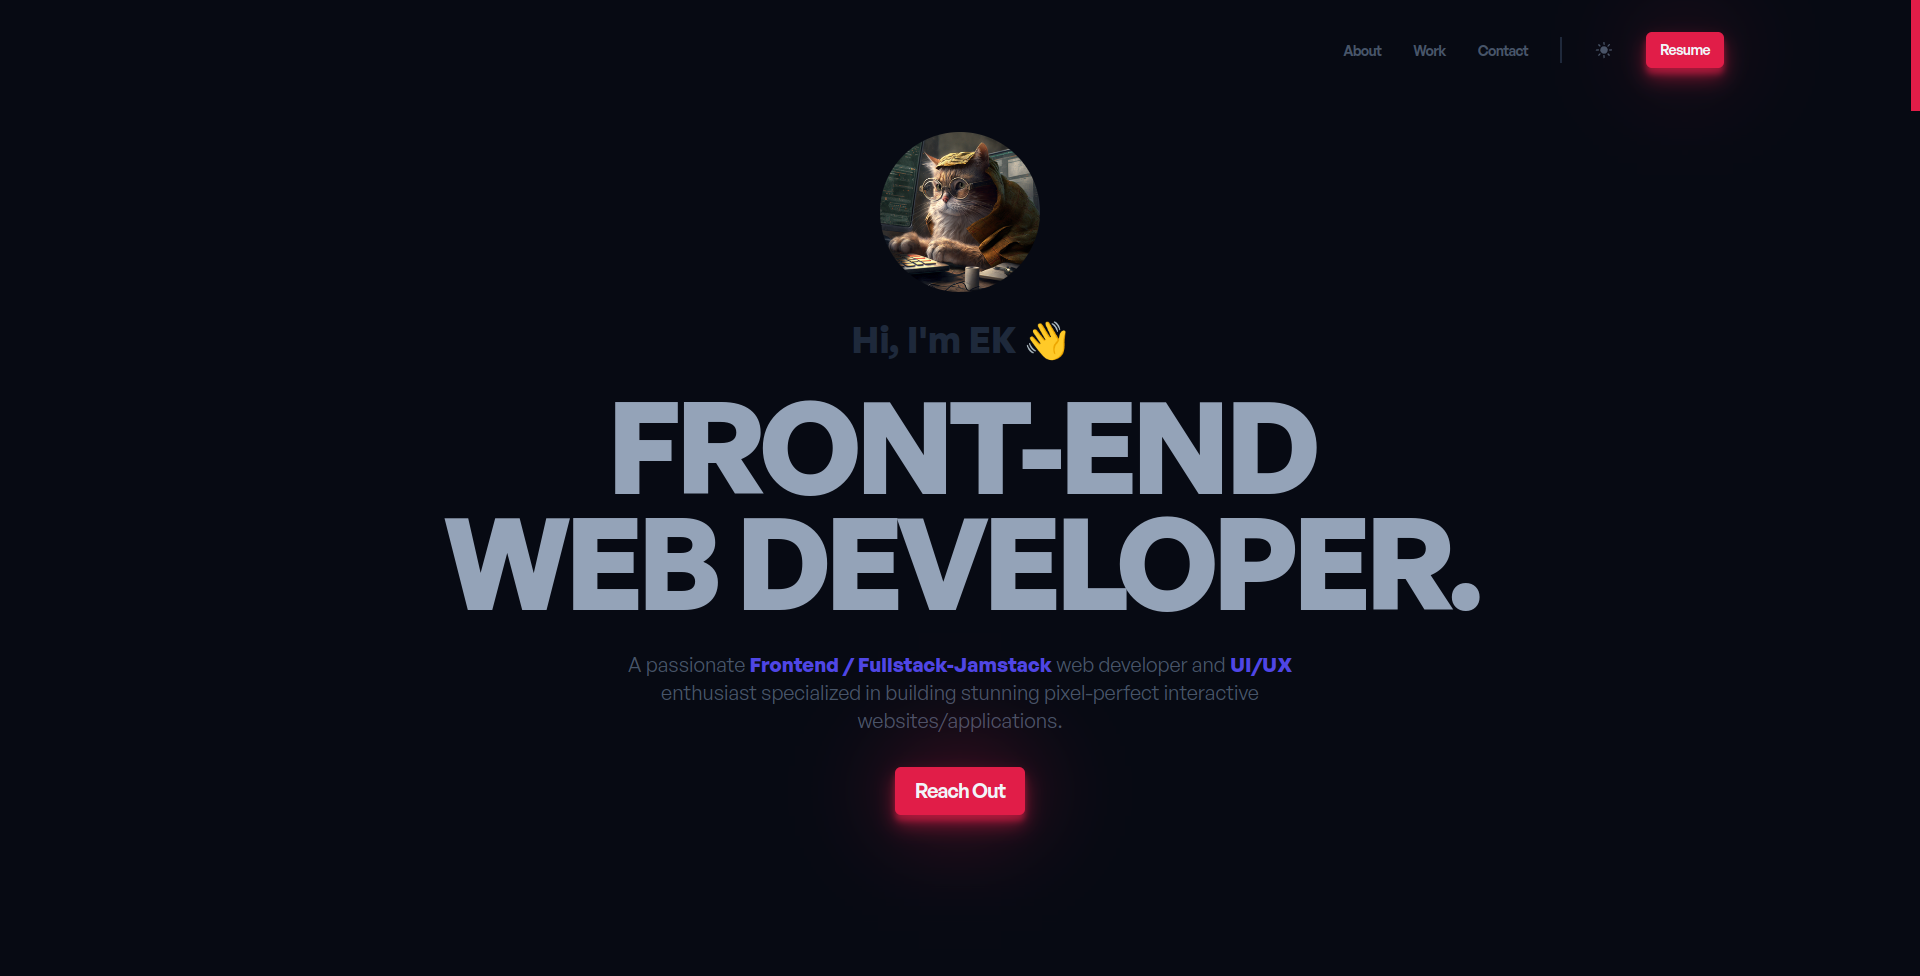 About Work Contact Resume
Hi, I'm EK 👋
FRONT-END
WEB DEVELOPER.
A passionate Frontend / Fullstack-Jamstack web developer and UI/UX
enthusiast specialized in building stunning pixel-perfect interactive
websites/applications.
Reach Out